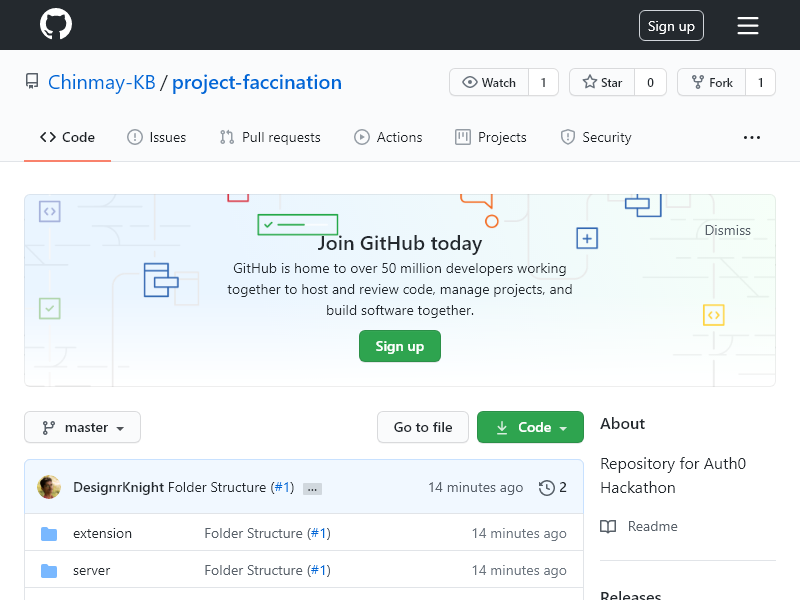 Sign up
Chinmay-KB / project-faccination
Watch 1 Star 0 Fork 1
Code Issues Pull requests Actions Projects Security
Dismiss
Join GitHub today
GitHub is home to over 50 million developers working
together to host and review code, manage projects, and
build software together.
Sign up
master Go to file Code
DesignrKnight Folder Structure (#1) ... 14 minutes ago 2
extension Folder Structure (#1) 14 minutes ago
server Folder Structure (#1) 14 minutes ago
About
Repository for Auth0
Hackathon
Readme
Releases